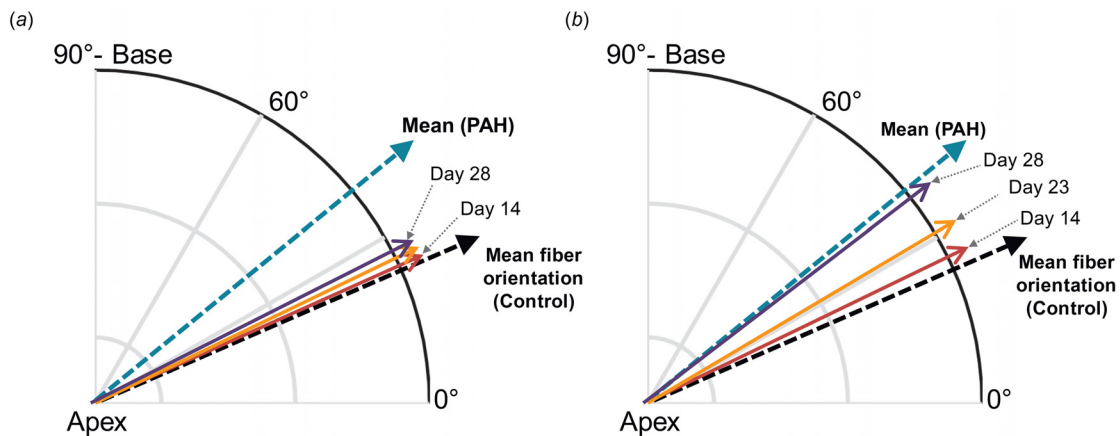 (a)
90°- Base
60°
Mean (PAH)
Day 28
Day 14
Mean fiber
orientation
(Control)
0°
Apex
(b)
90°- Base
60°
Mean (PAH)
Day 28
Day 23
Day 14
Mean fiber
orientation
(Control)
0°
Apex